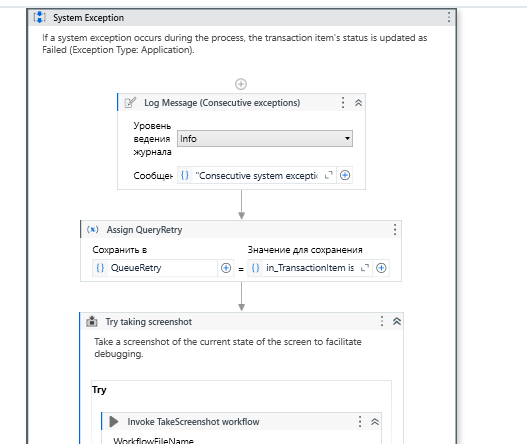 System Exception
If a system exception occurs during the process, the transaction item's status is updated as
Failed (Exception Type: Application).
Log Message (Consecutive exceptions)
Уровень
ведения
журнала
Info
Сообщен
"Consecutive system exceptic
Assign QueryRetry
Сохранить в
Значение для сохранения
QueueRetry
=
in_TransactionItem is
Try taking screenshot
Take a screenshot of the current state of the screen to facilitate
debugging.
Try
Invoke TakeScreenshot workflow
WorkflowFileName